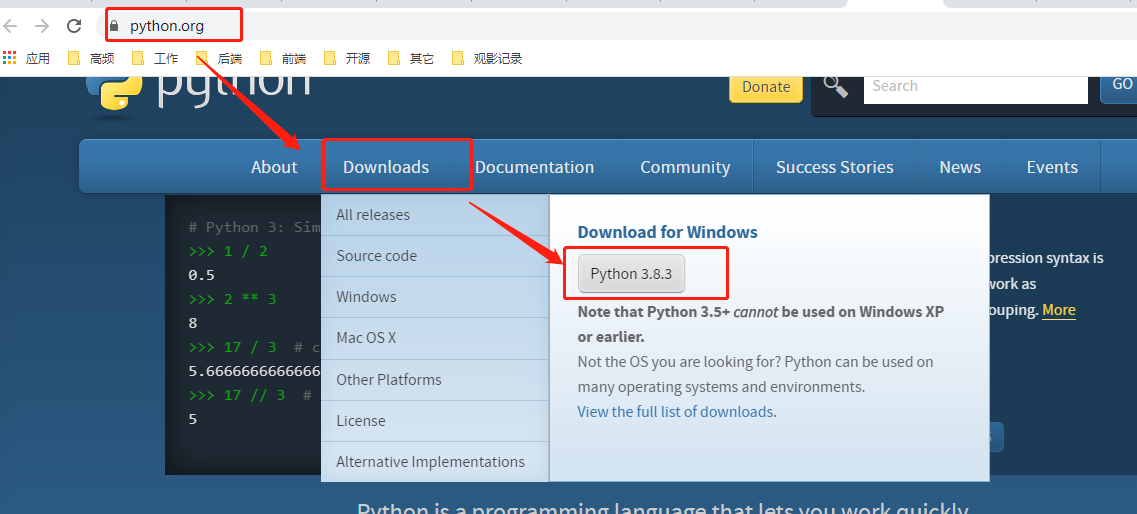 python.org
应用 高频 工作 后端 前端 开源 其它 观影记录
python
Donate Search GO
About Downloads Documentation Community Success Stories News Events
# Python 3: Sim
>>> 1 / 2
0.5
>>> 2 ** 3
8
>>> 17 / 3 # c
5.6666666666666
>>> 17 // 3 #
5
All releases
Source code
Windows
Mac OS X
Other Platforms
License
Alternative Implementations
Download for Windows
Python 3.8.3
Note that Python 3.5+ cannot be used on Windows XP
or earlier.
Not the OS you are looking for? Python can be used on
many operating systems and environments.
View the full list of downloads.
pression syntax is
work as
ouping. More
Python is a programming language that lets you work quickly